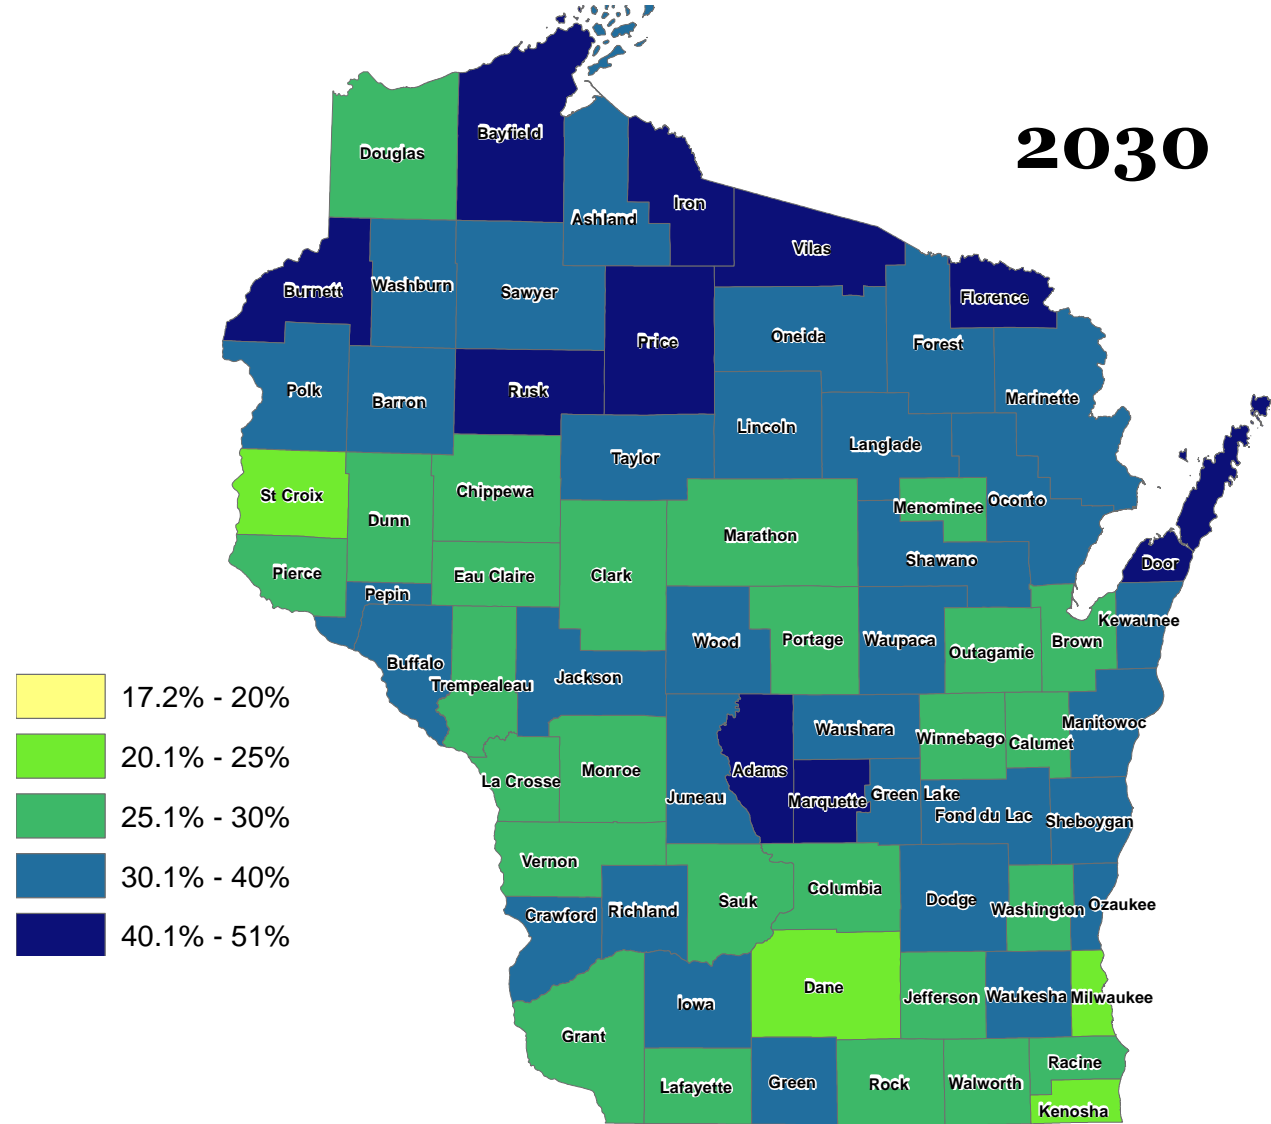 2030
Bayfield
Douglas
Iron
Ashland
Vilas
Washburn
Burnett
Sawyer
Florence
Oneida
Price
Forest
Polk
Rusk
Barron
Marinette
Lincoln
Langlade
Taylor
Chippewa
St Croix
Oconto
Menominee
Dunn
Marathon
Shawano
Door
Pierce
Eau Claire
Clark
Pepin
Kewaunee
Wood
Portage
Waupaca
Brown
Outagamie
Buffalo
Jackson
Trempealeau
17.2% - 20%
Manitowoc
Waushara
Winnebago
Calumet
20.1% - 25%
Monroe
Adams
La Crosse
Green Lake
Juneau
Marquette
25.1% - 30%
Fond du Lac
Sheboygan
Vernon
30.1% - 40%
Columbia
Dodge
Sauk
Ozaukee
Washington
Richland
Crawford
40.1% - 51%
Dane
Jefferson
Waukesha
Milwaukee
Iowa
Grant
Racine
Green
Rock
Walworth
Lafayette
Kenosha